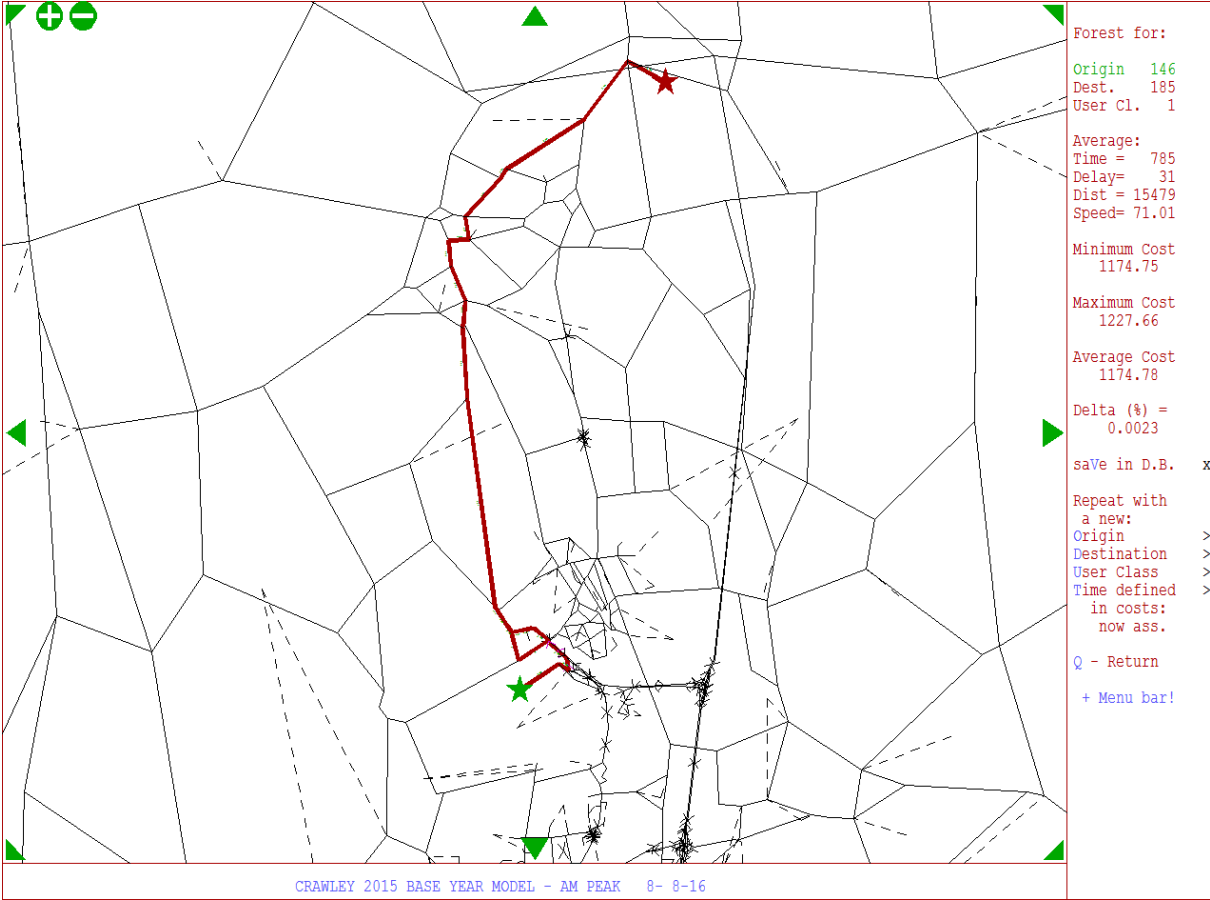 Forest for:
Origin 146
Dest. 185
User Cl. 1
Average:
Time = 785
Delay= 31
Dist = 15479
Speed= 71.01
Minimum Cost
1174.75
Maximum Cost
1227.66
Average Cost
1174.78
Delta (%) =
0.0023
saVe in D.B. x
Repeat with
a new:
Origin >
Destination >
User Class >
Time defined >
in costs:
now ass.
Q - Return
+ Menu bar!
CRAWLEY 2015 BASE YEAR MODEL - AM PEAK 8- 8-16